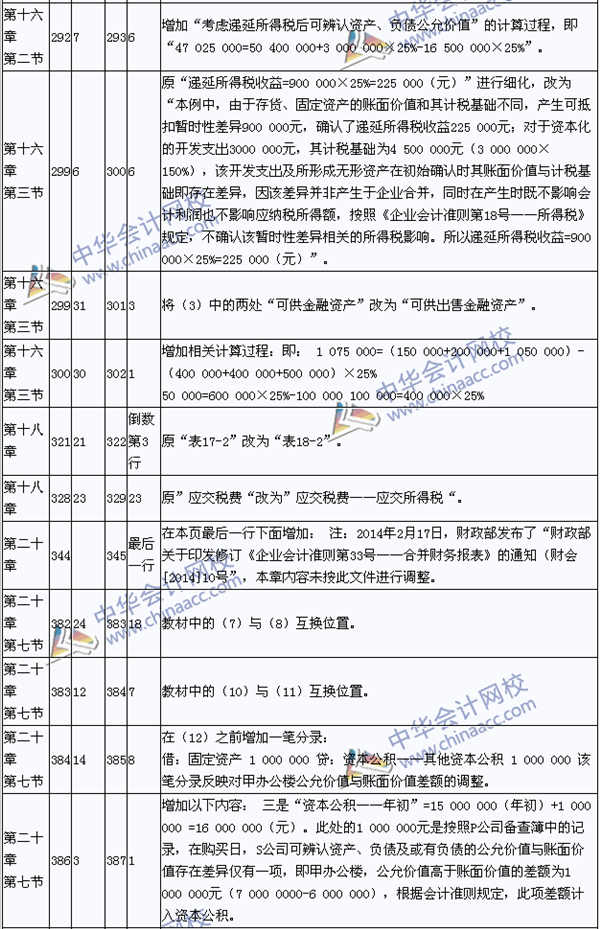 第十六章 第二节 292 7 293 6 增加“考虑递延所得税后可辨认资产、负债公允价值”的计算过程，即
“47 025 000=50 400 000+3 000 000×25%-16 500 000×25%”。
第十六章 第三节 299 6 300 6 原“递延所得税收益=900 000×25%=225 000（元）”进行细化，改为
“本例中，由于存货、固定资产的账面价值和其计税基础不同，产生可抵
扣暂时性差异900 000元，确认了递延所得税收益225 000元；对于资本化
的开发支出3000 000元，其计税基础为4 500 000元（3 000 000×
150%），该开发支出及所形成无形资产在初始确认时其账面价值与计税基
础即存在差异，因该差异并非产生于企业合并，同时在产生时既不影响会
计利润也不影响应纳税所得额，按照《企业会计准则第18号——所得税》
规定，不确认该暂时性差异相关的所得税影响。所以递延所得税收益=900
000×25%=225 000（元）”。
第十六章 第三节 299 31 301 3 将（3）中的两处“可供金融资产”改为“可供出售金融资产”。
第十六章 第三节 300 30 302 1 增加相关计算过程：即： 1 075 000=（150 000+200 000+1 050 000）-
（400 000+400 000+500 000）×25%
50 000=600 000×25%-100 000 100 000=400 000×25%
第十八章 321 21 322 倒数第3行 原“表17-2”改为“表18-2”。
第十八章 328 23 329 23 原”应交税费“改为”应交税费——应交所得税“。
第二十章 344 345 最后一行 在本页最后一行下面增加： 注：2014年2月17日，财政部发布了“财政部
关于印发修订《企业会计准则第33号——合并财务报表》的通知（财会
[2014]10号”，本章内容未按此文件进行调整。
第二十章 第七节 382 24 383 18 教材中的（7）与（8）互换位置。
第二十章 第七节 383 12 384 7 教材中的（10）与（11）互换位置。
第二十章 第七节 384 14 385 8 在（12）之前增加一笔分录：
借：固定资产 1 000 000 贷：资本公积——其他资本公积 1 000 000 该
笔分录反映对甲办公楼公允价值与账面价值差额的调整。
第二十章 第七节 386 3 387 1 增加以下内容： 三是“资本公积——年初”=15 000 000（年初）+1 000
000 =16 000 000（元）。此处的1 000 000元是按照P公司备查簿中的记
录，在购买日，S公司可辨认资产、负债及或有负债的公允价值与账面价
值存在差异仅有一项，即甲办公楼，公允价值高于账面价值的差额为1
000 000元（7 000 0000-6 000 000），根据会计准则规定，此项差额计
入资本公积。
中华会计网校
www.chinaacc.com